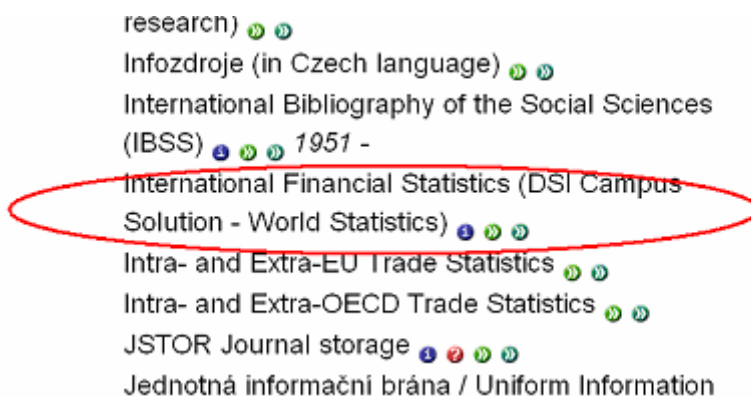 research)
Infozdroje (in Czech language)
International Bibliography of the Social Sciences
(IBSS) 1951 -
International Financial Statistics (DSI Campus
Solution - World Statistics)
Intra- and Extra-EU Trade Statistics
Intra- and Extra-OECD Trade Statistics
JSTOR Journal storage
Jednotná informační brána / Uniform Information